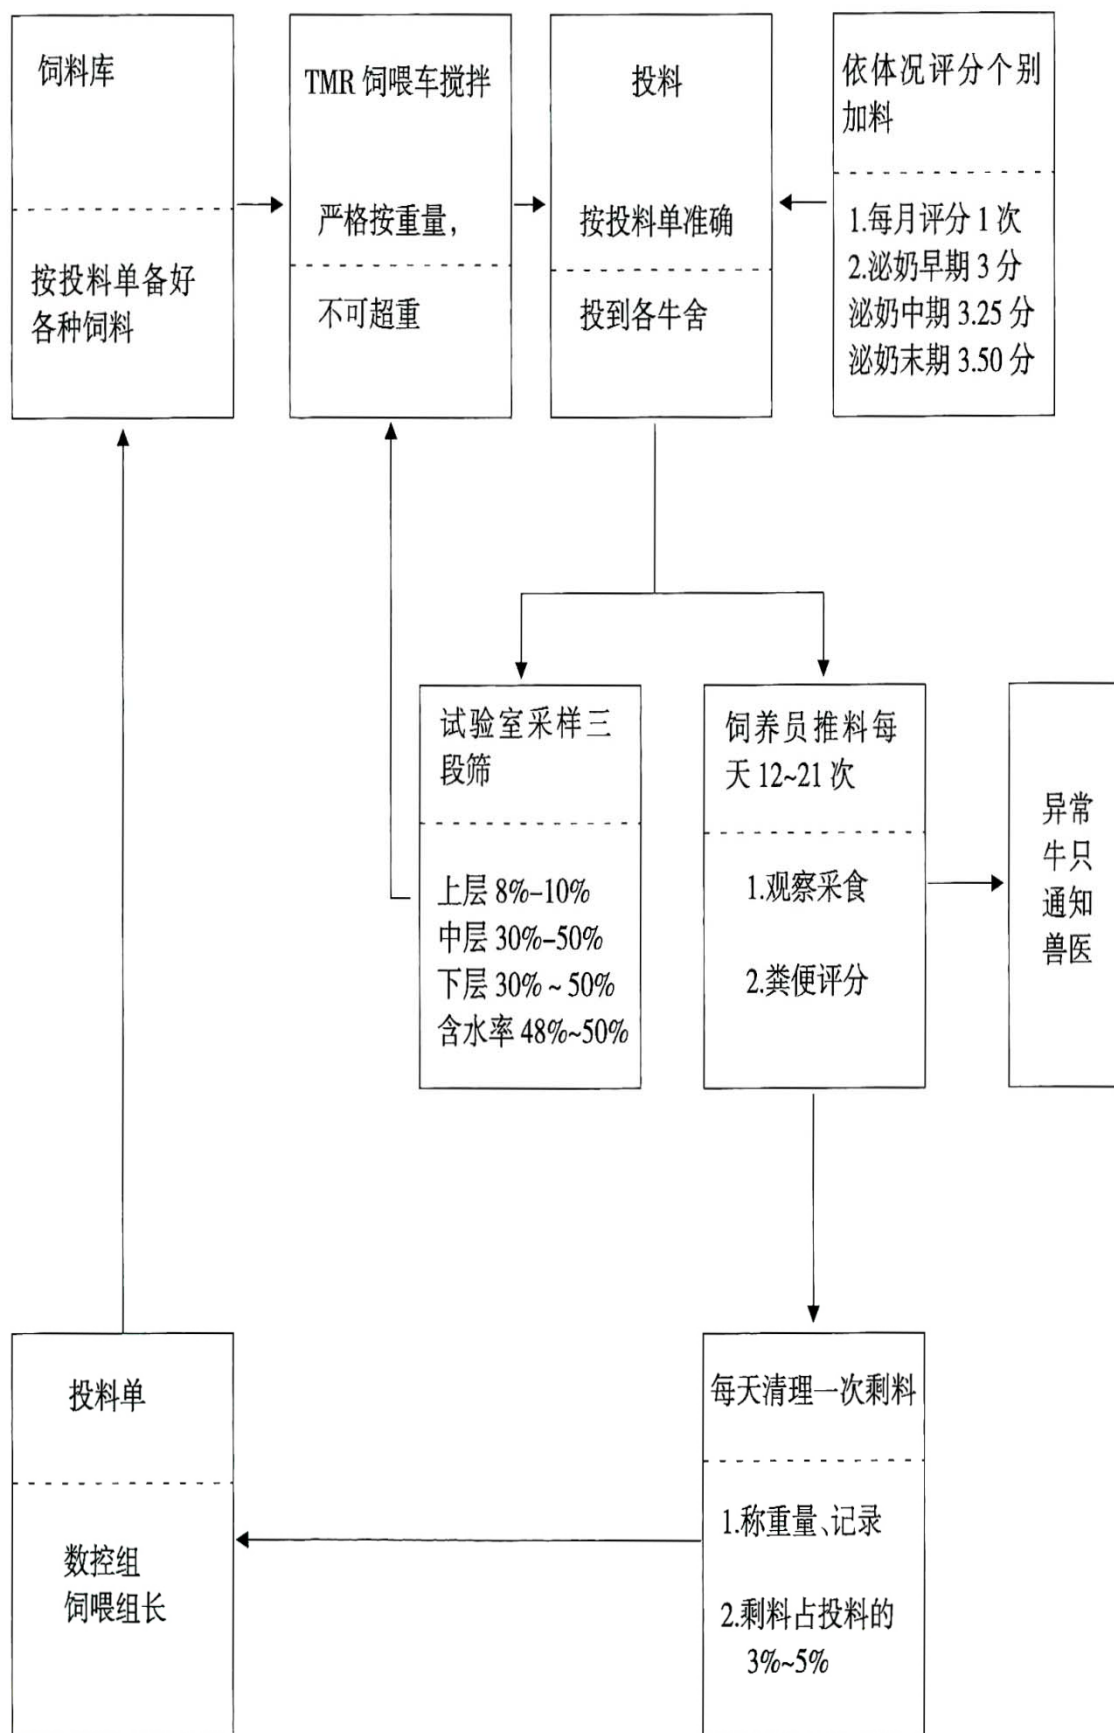 饲料库
按投料单备好
各种饲料
TMR 饲喂车搅拌
严格按重量，
不可超重
投料
按投料单准确
投到各牛舍
依体况评分个别
加料
1.每月评分 1 次
2.泌奶早期 3 分
泌奶中期 3.25 分
泌奶末期 3.50 分
试验室采样三
段筛
上层 8%-10%
中层 30%-50%
下层 30%~50%
含水率 48%~50%
饲养员推料每
天 12~21 次
1.观察采食
2.粪便评分
异常
牛只
通知
兽医
投料单
数控组
饲喂组长
每天清理一次剩料
1.称重量、记录
2.剩料占投料的
3%~5%